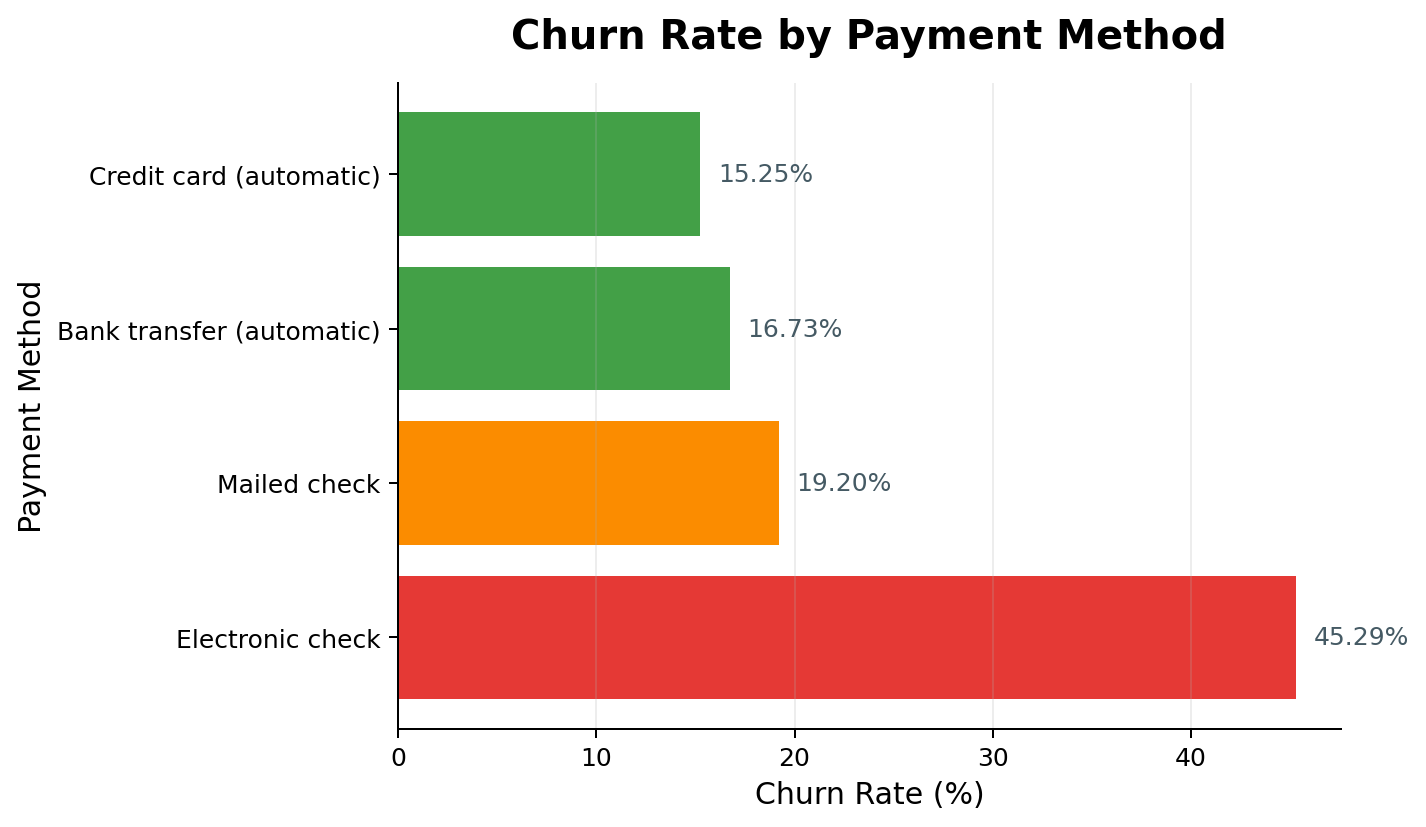 Churn Rate by Payment Method
Payment Method
Credit card (automatic) 15.25%
Bank transfer (automatic) 16.73%
Mailed check 19.20%
Electronic check 45.29%
0 10 20 30 40
Churn Rate (%)